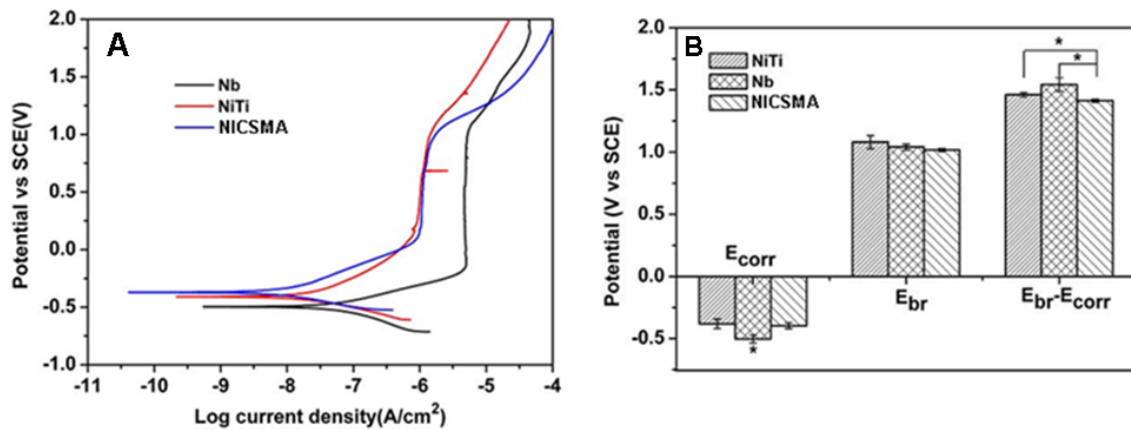 A
Nb
NiTi
NICSMA
2.0
1.5
1.0
0.5
0.0
-0.5
-1.0
Potential vs SCE(V)
-11 -10 -9 -8 -7 -6 -5 -4
Log current density(A/cm²)
B
NiTi
Nb
NICSMA
* *
2.0
1.5
1.0
0.5
0.0
-0.5
Potential (V vs SCE)
Ecorr
Ebr
Ebr-Ecorr
*